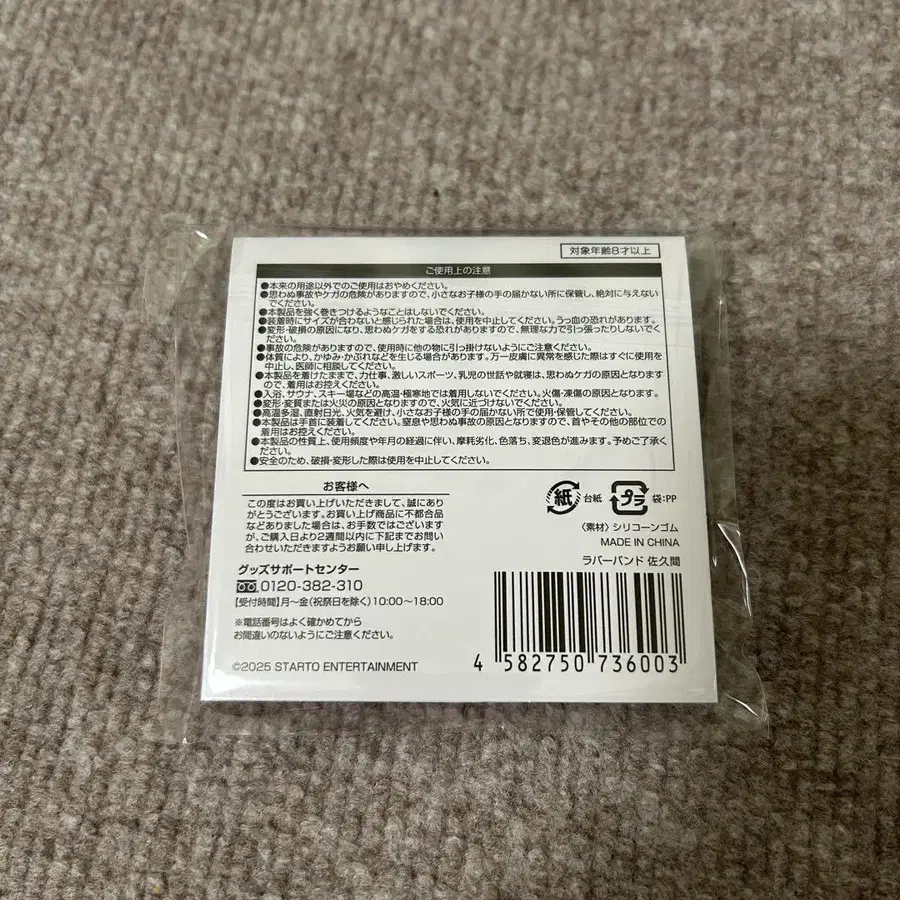 対象年齢8才以上
ご使用上の注意
●本来の用途以外でのご使用はおやめください。
●思わぬ事故やケガの危険がありますので、小さなお子様の手の届かない所に保管し、絶対に与えない
でください。
●本製品を強く巻きつけるようなことはしないでください。
●装着時にサイズが合わないと感じられた場合は、使用を中止してください。うっ血の恐れがあります。
●変形・破損の原因になり、思わぬケガをする恐れがありますので、無理な力で引っ張ったりしないでく
ださい。
●事故の危険がありますので、使用時に他の物に引っ掛けないようにご注意ください。
●体質により、かゆみ・かぶれなどを生じる場合があります。万一皮膚に異常を感じた際はすぐに使用を
中止し、医師に相談してください。
●本製品を着けたままで、力仕事、激しいスポーツ、乳児の世話や就寝は、思わぬケガの原因となります
ので、着用はお控えください。
●入浴、サウナ、スキー場などの高温・極寒地では着用しないでください。火傷・凍傷の原因となります。
●変形・変質または火災の原因となりますので、火気に近づけないでください。
●高温多湿、直射日光、火気を避け、小さなお子様の手の届かない所で使用・保管してください。
●本製品は手首に装着してください。窒息や思わぬ事故の原因となりますので、首やその他の部位での
着用はお控えください。
●本製品の性質上、使用頻度や年月の経過に伴い、摩耗劣化、色落ち、変退色が進みます。予めご了承く
ださい。
●安全のため、破損・変形した際は使用を中止してください。
お客様へ
この度はお買い上げいただきまして、誠にあり
がとうございます。お買い上げ商品に不都合品
などありました場合は、お手数ではございます
が、ご購入日より2週間以内に下記までお問い
合わせいただきますようお願い申し上げます。
グッズサポートセンター
0120-382-310
【受付時間】月〜金(祝祭日を除く)10:00〜18:00
※電話番号はよく確かめてから
お間違いのないようにご注意ください。
©2025 STARTO ENTERTAINMENT
紙 台紙 プラ 袋:PP
〈素材〉シリコーンゴム
MADE IN CHINA
ラバーバンド 佐久間
4 582750 736003